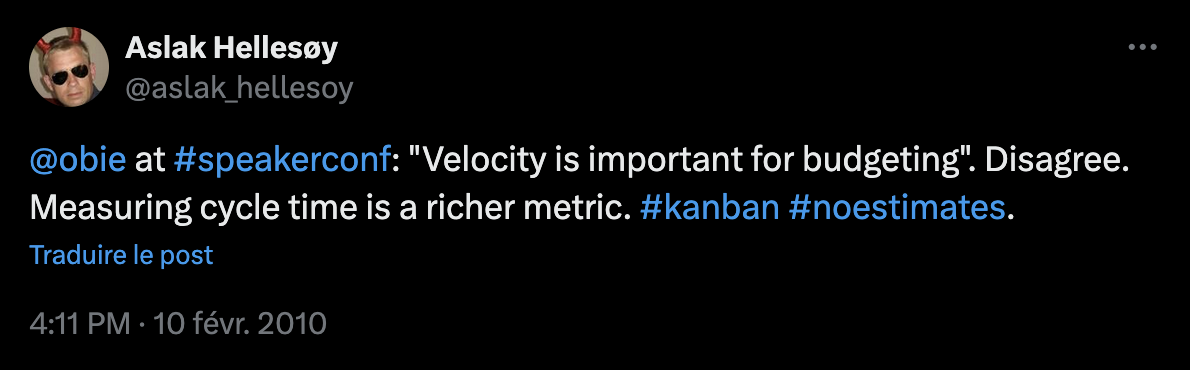 Aslak Hellesøy
@aslak_hellesoy
@obie at #speakerconf: "Velocity is important for budgeting". Disagree.
Measuring cycle time is a richer metric. #kanban #noestimates.
Traduire le post
4:11 PM · 10 févr. 2010